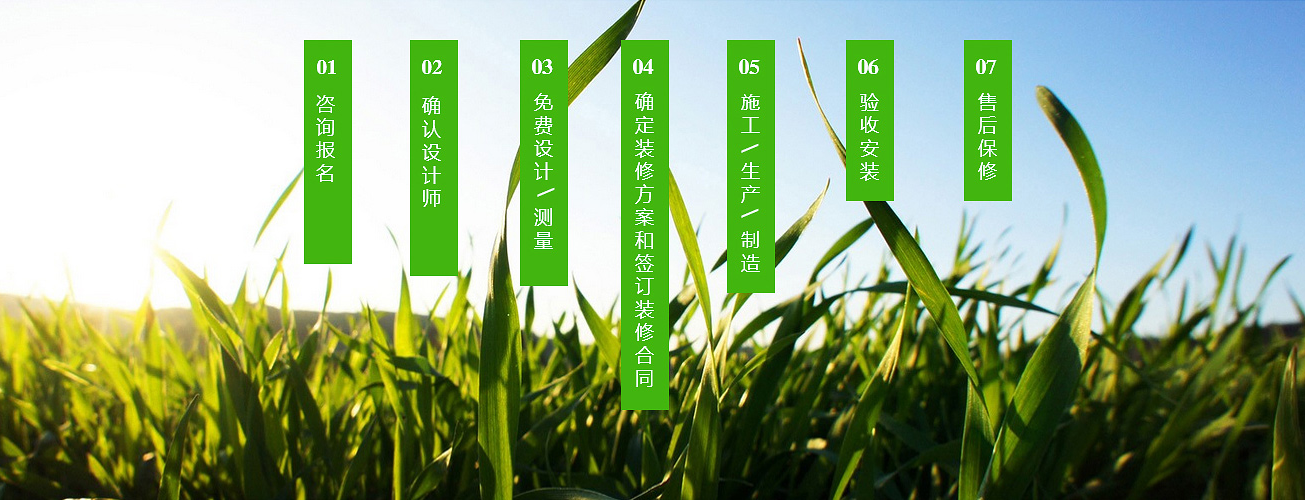 01
咨询报名
02
确认设计师
03
免费设计/测量
04
确定装修方案和签订装修合同
05
施工/生产/制造
06
验收安装
07
售后保修